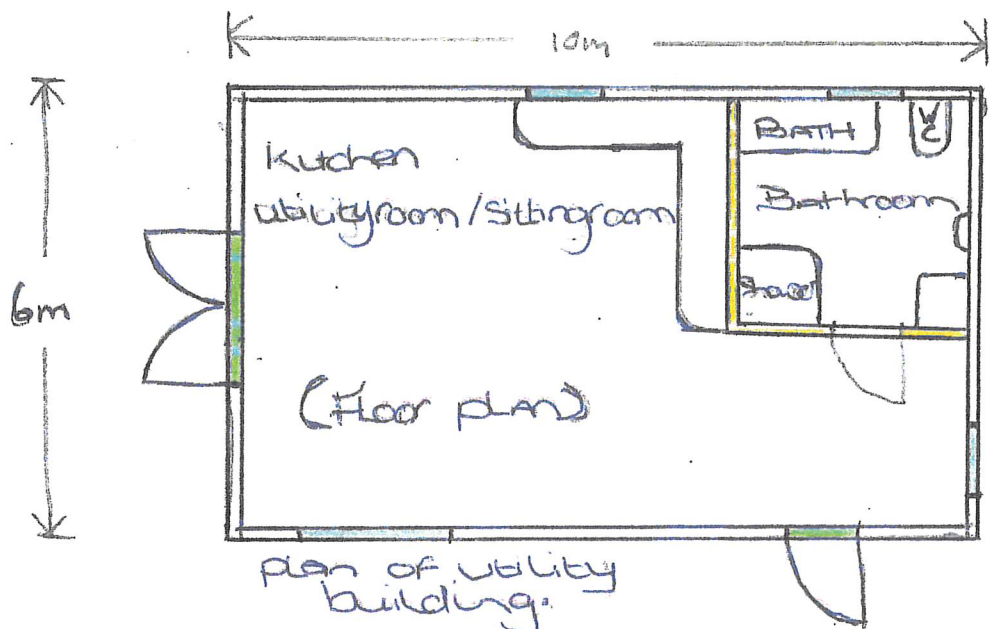 10m
6m
Kitchen
utilityroom/Sittingroom
BATH
WC
Bathroom
(Floor PLAN)
plan of utility
building.